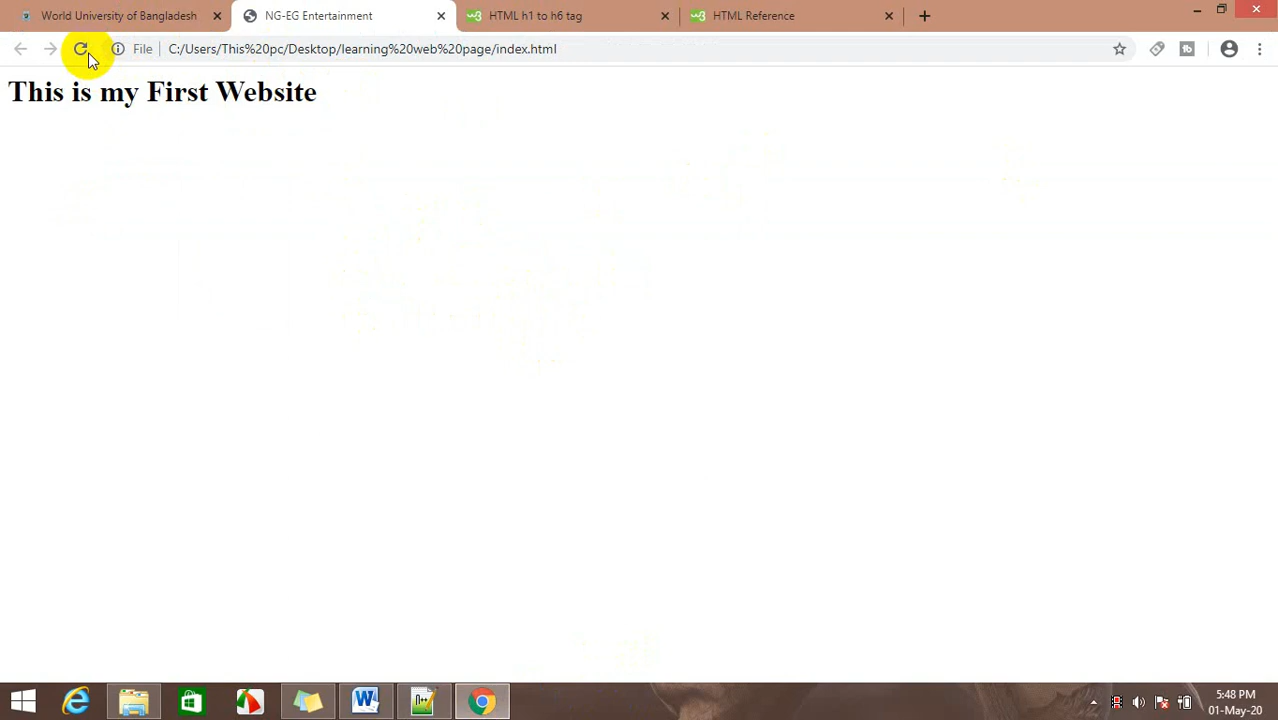 World University of Bangladesh
NG-EG Entertainment
HTML h1 to h6 tag
HTML Reference
File
C:/Users/This%20pc/Desktop/learning%20web%20page/index.html
This is my First Website
5:48 PM
01-May-20